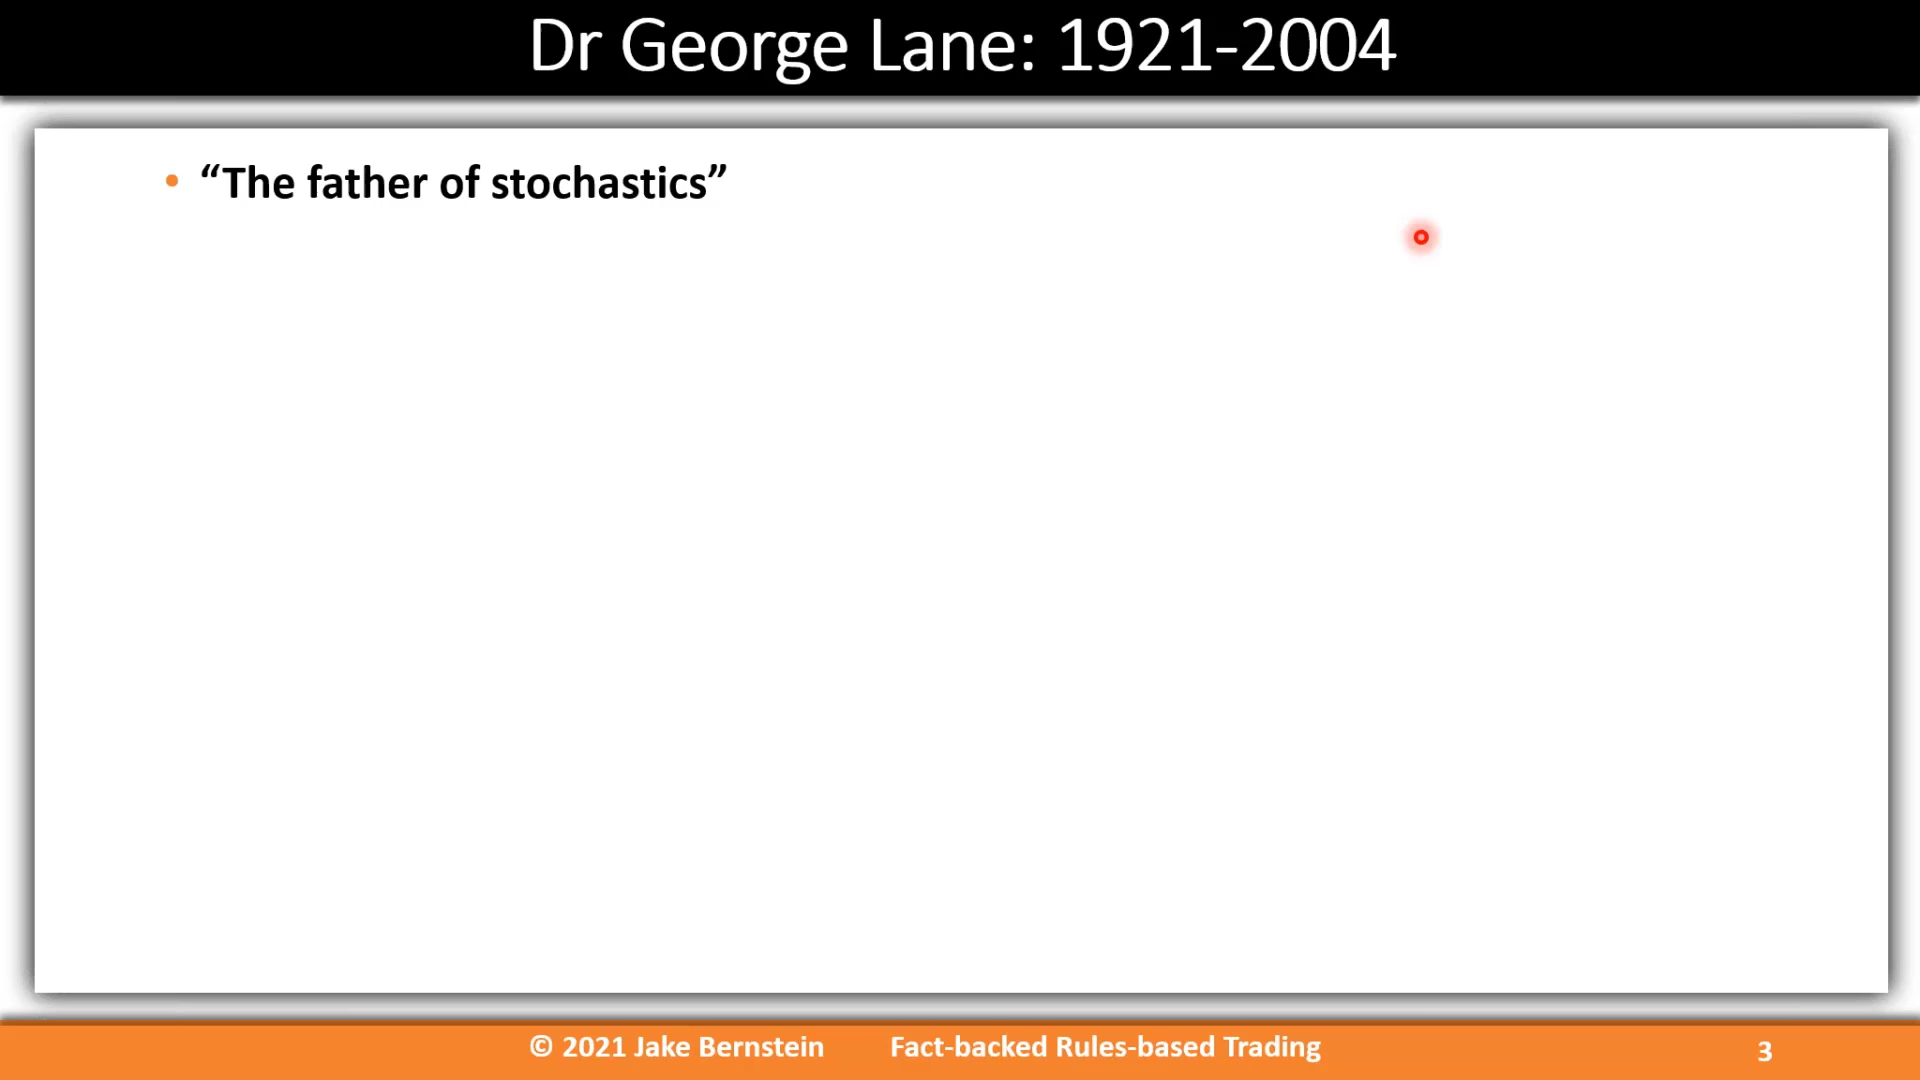 Dr George Lane: 1921-2004
• “The father of stochastics”
© 2021 Jake Bernstein Fact-backed Rules-based Trading 3